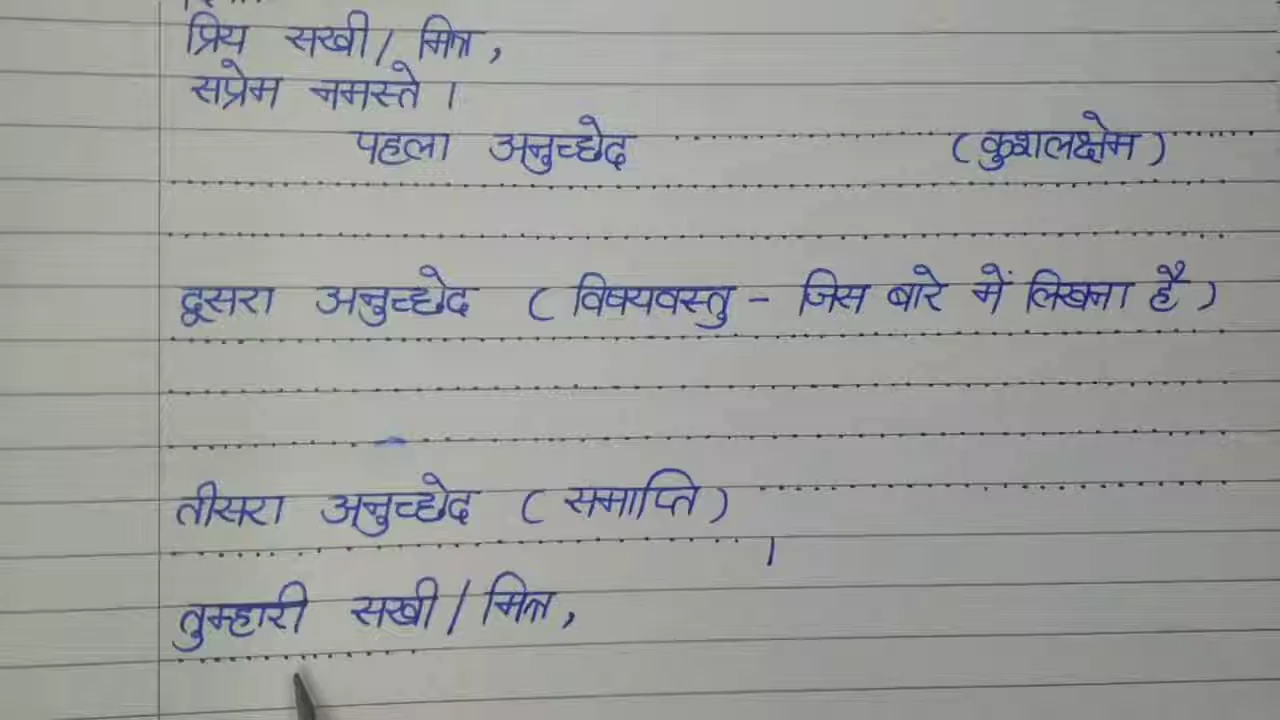 प्रिय सखी / मित्र,
सप्रेम नमस्ते ।
पहला अनुच्छेद .................. (कुशलक्षेम) ........
..................................................
..................................................
दूसरा अनुच्छेद ( विषयवस्तु - जिस बारे में लिखना है )
..................................................
..................................................
..................................................
तीसरा अनुच्छेद ( समाप्ति ) ..............................
.............................. ।
तुम्हारी सखी / मित्र,
....................